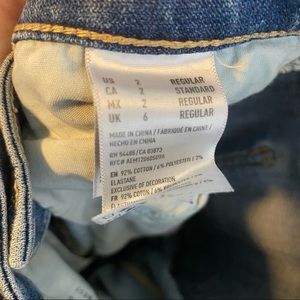 US 2 REGULAR
CA 2 STANDARD
MX 2 REGULAR
UK 6 REGULAR
MADE IN CHINA / FABRIQUÉ EN CHINE /
HECHO EN CHINA
RN 54485/CA 03872
RFC# AEM120605U9A
EN 92% COTTON / 6% POLYESTER / 2%
ELASTANE
EXCLUSIVE OF DECORATION
FR 92% COTON / 6% POLYESTER / 2%